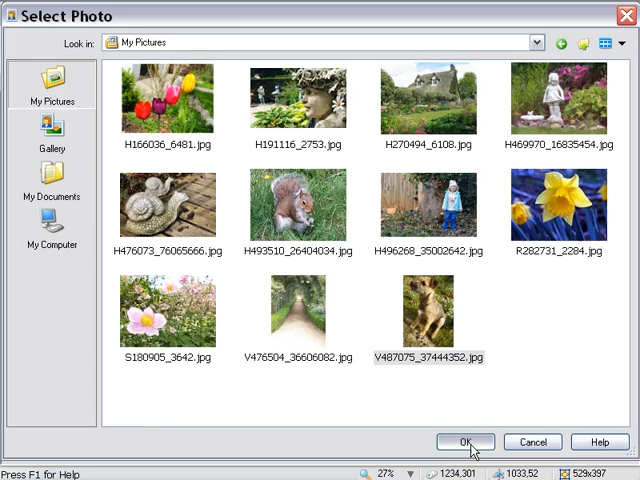 Select Photo
Look in:
My Pictures
My Pictures
Gallery
My Documents
My Computer
H166036_6481.jpg
H191116_2753.jpg
H270494_6108.jpg
H469970_16835454.jpg
H476073_76065666.jpg
H493510_26404034.jpg
H496268_35002642.jpg
R282731_2284.jpg
S180905_3642.jpg
V476504_36606082.jpg
V487075_37444352.jpg
OK
Cancel
Help
Press F1 for Help
27%
1234,301
1033,52
529x397